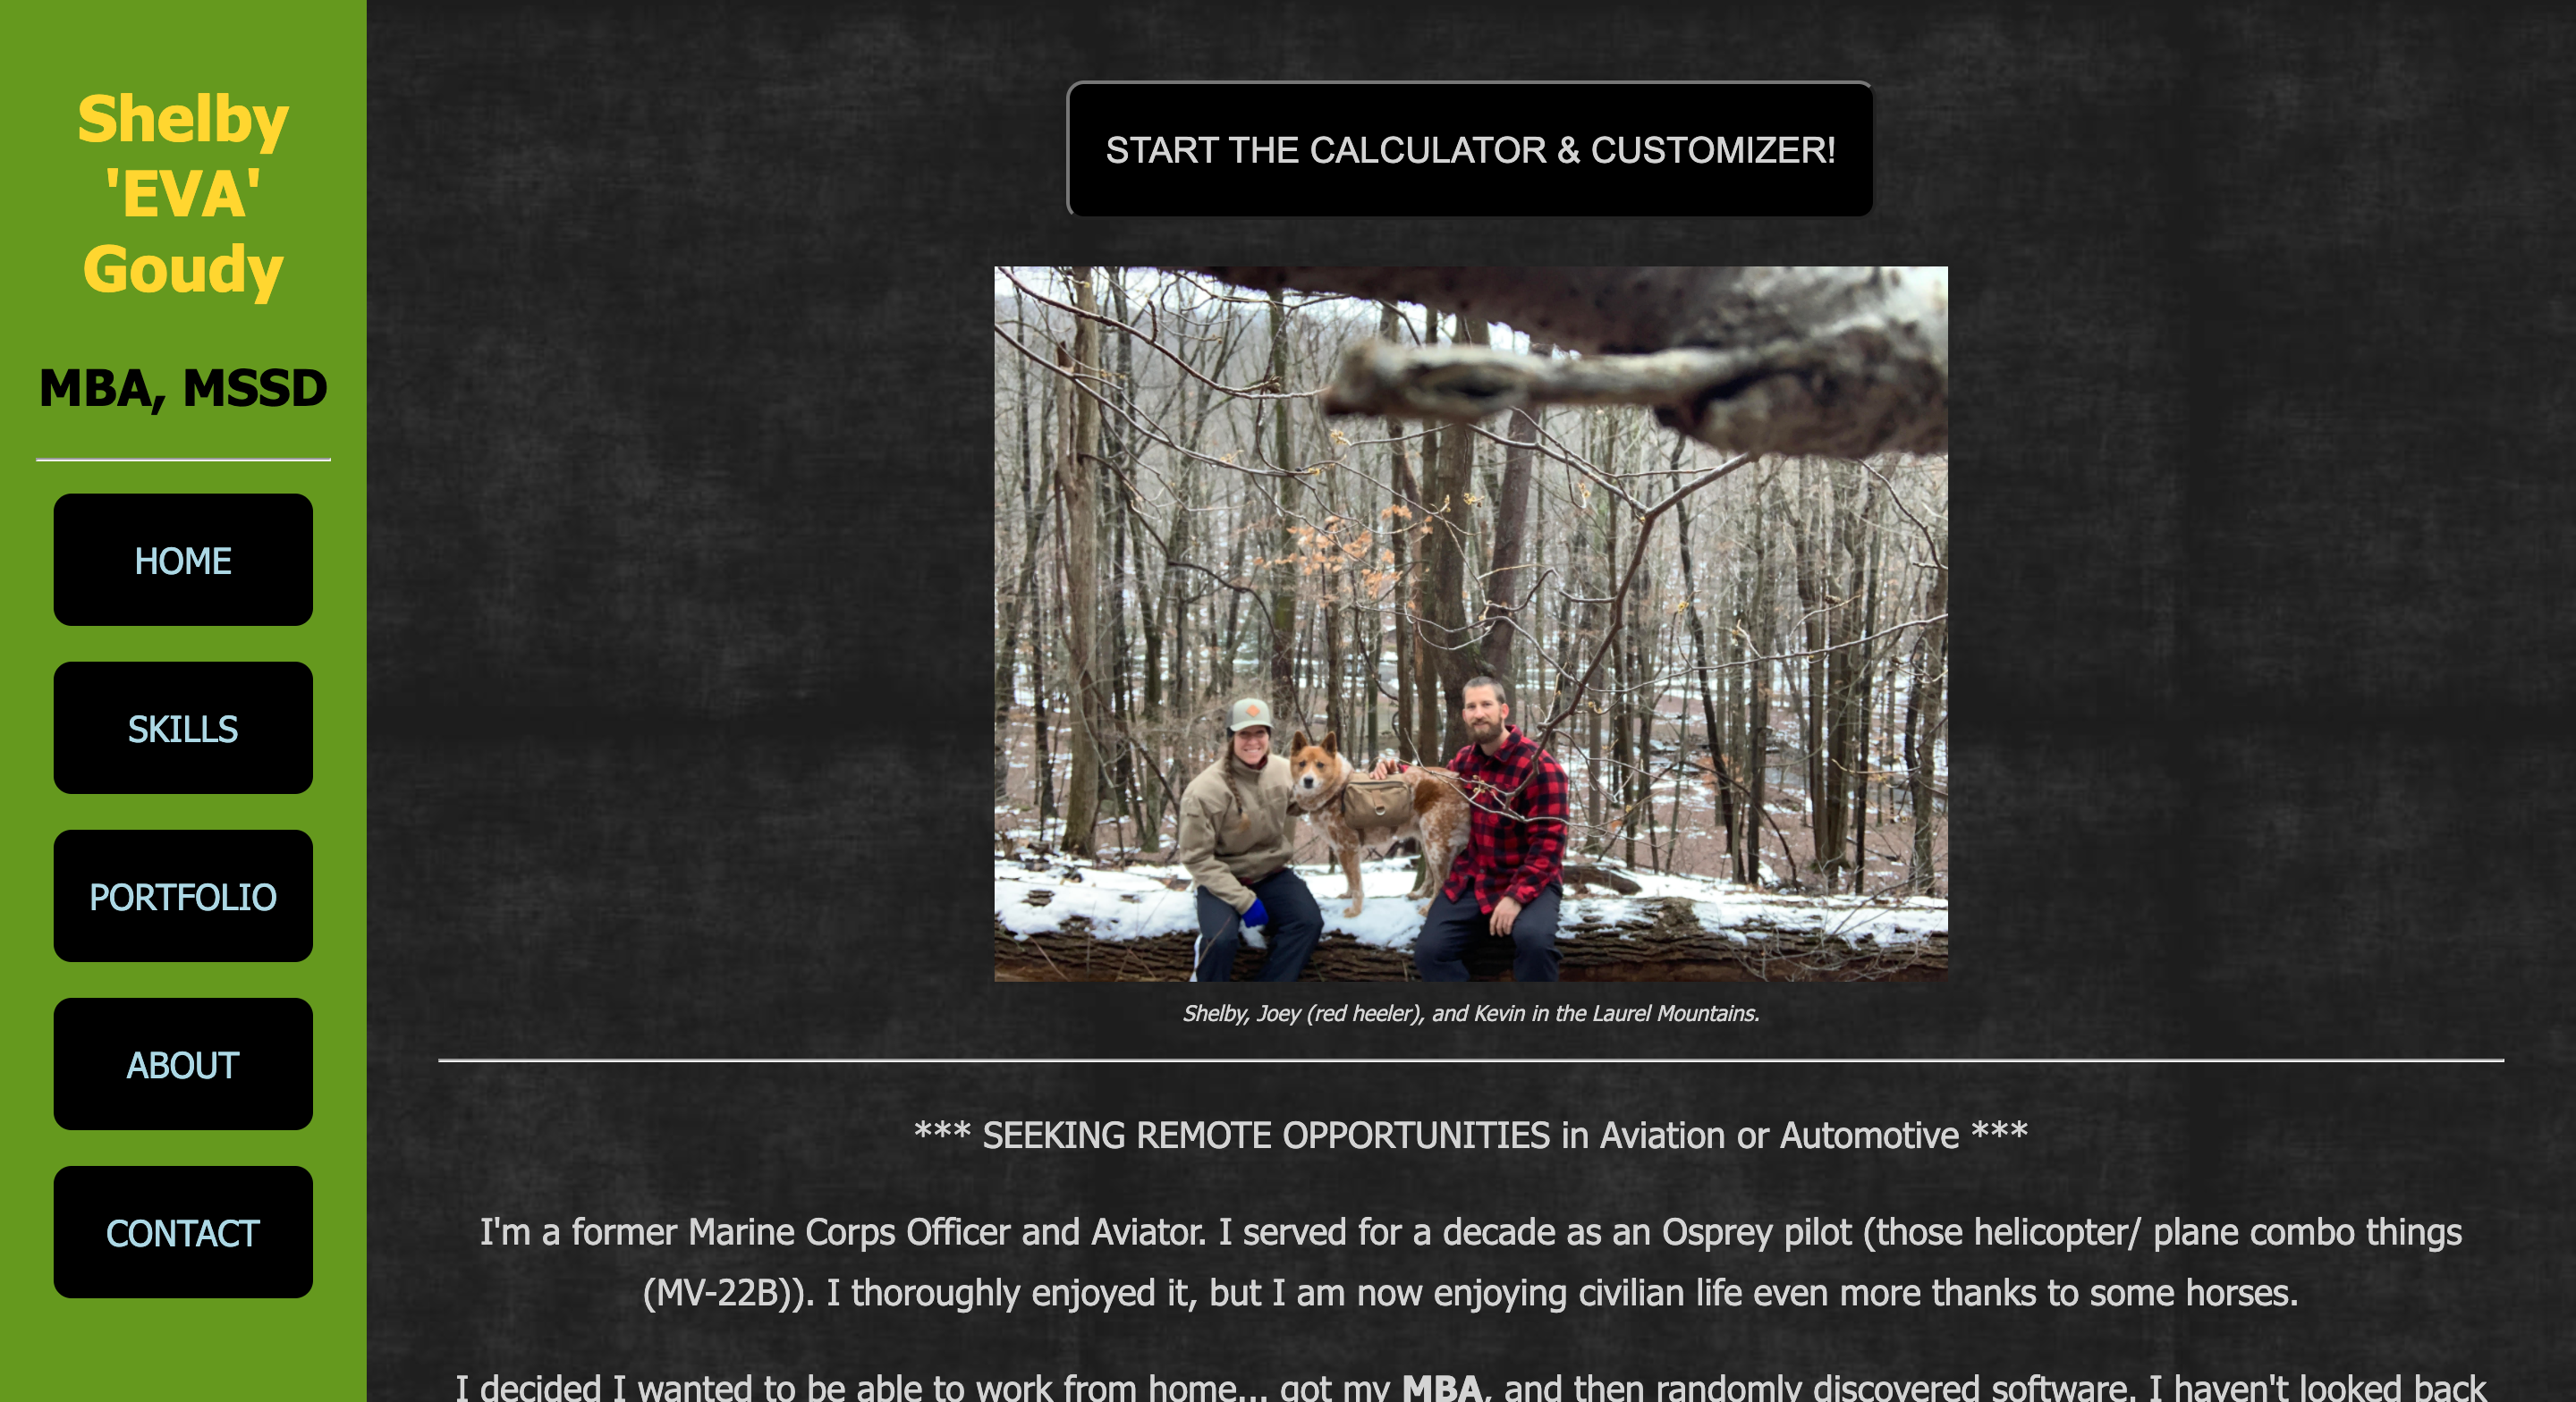 Shelby
'EVA'
Goudy
MBA, MSSD
HOME
SKILLS
PORTFOLIO
ABOUT
CONTACT
START THE CALCULATOR & CUSTOMIZER!
Shelby, Joey (red heeler), and Kevin in the Laurel Mountains.
*** SEEKING REMOTE OPPORTUNITIES in Aviation or Automotive ***
I'm a former Marine Corps Officer and Aviator. I served for a decade as an Osprey pilot (those helicopter/ plane combo things
(MV-22B)). I thoroughly enjoyed it, but I am now enjoying civilian life even more thanks to some horses.
I decided I wanted to be able to work from home... got my MBA, and then randomly discovered software. I haven't looked back